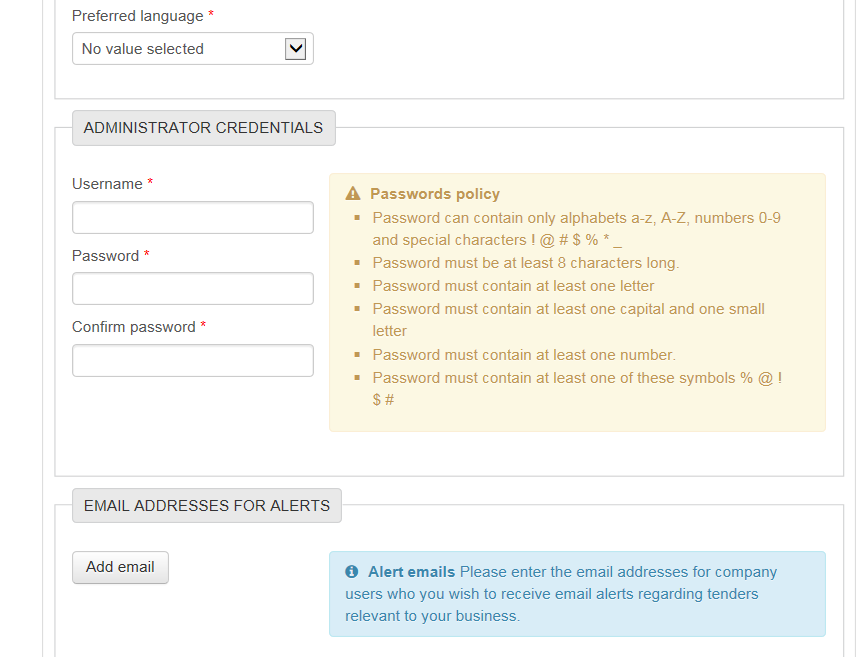 Preferred language *
No value selected
ADMINISTRATOR CREDENTIALS
Username *
Password *
Confirm password *
Passwords policy
Password can contain only alphabets a-z, A-Z, numbers 0-9
and special characters ! @ # $ % * _
Password must be at least 8 characters long.
Password must contain at least one letter
Password must contain at least one capital and one small
letter
Password must contain at least one number.
Password must contain at least one of these symbols % @ !
$ #
EMAIL ADDRESSES FOR ALERTS
Add email
Alert emails Please enter the email addresses for company
users who you wish to receive email alerts regarding tenders
relevant to your business.